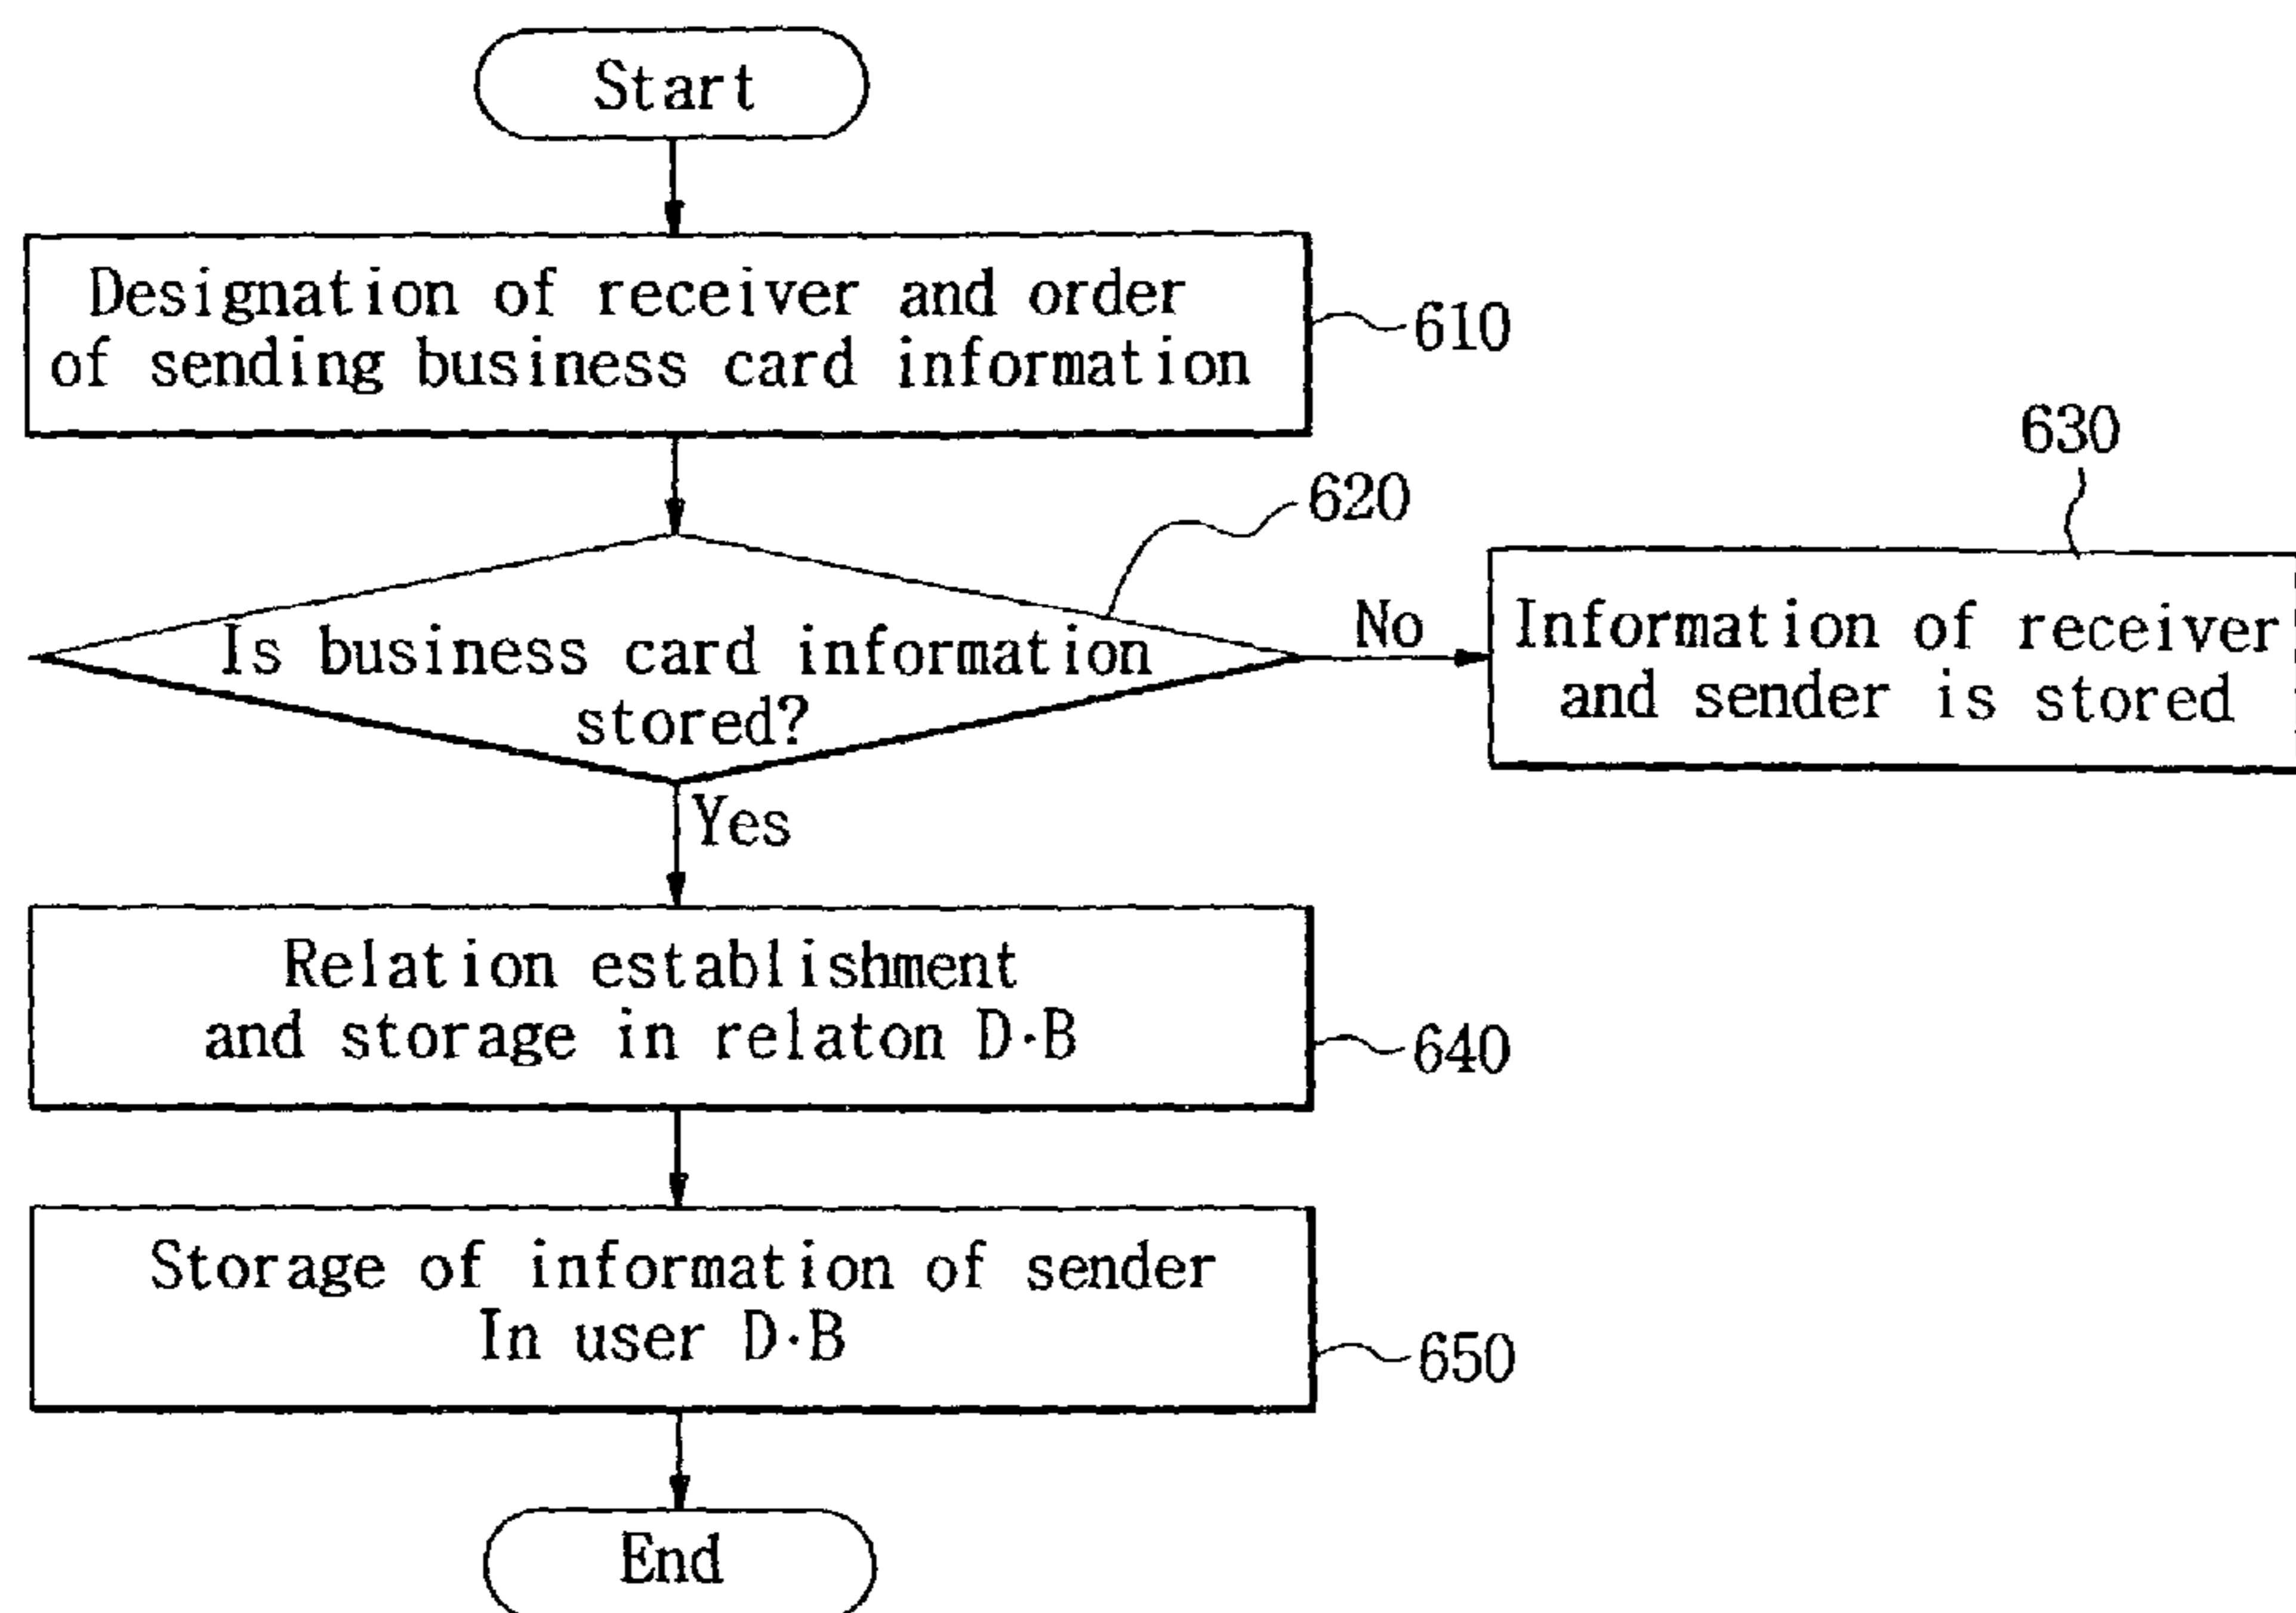 Start
Designation of receiver and order
of sending business card information
610
620
630
Is business card information
stored?
No
Information of receiver
and sender is stored
Yes
Relation establishment
and storage in relaton D·B
640
Storage of information of sender
In user D·B
650
End